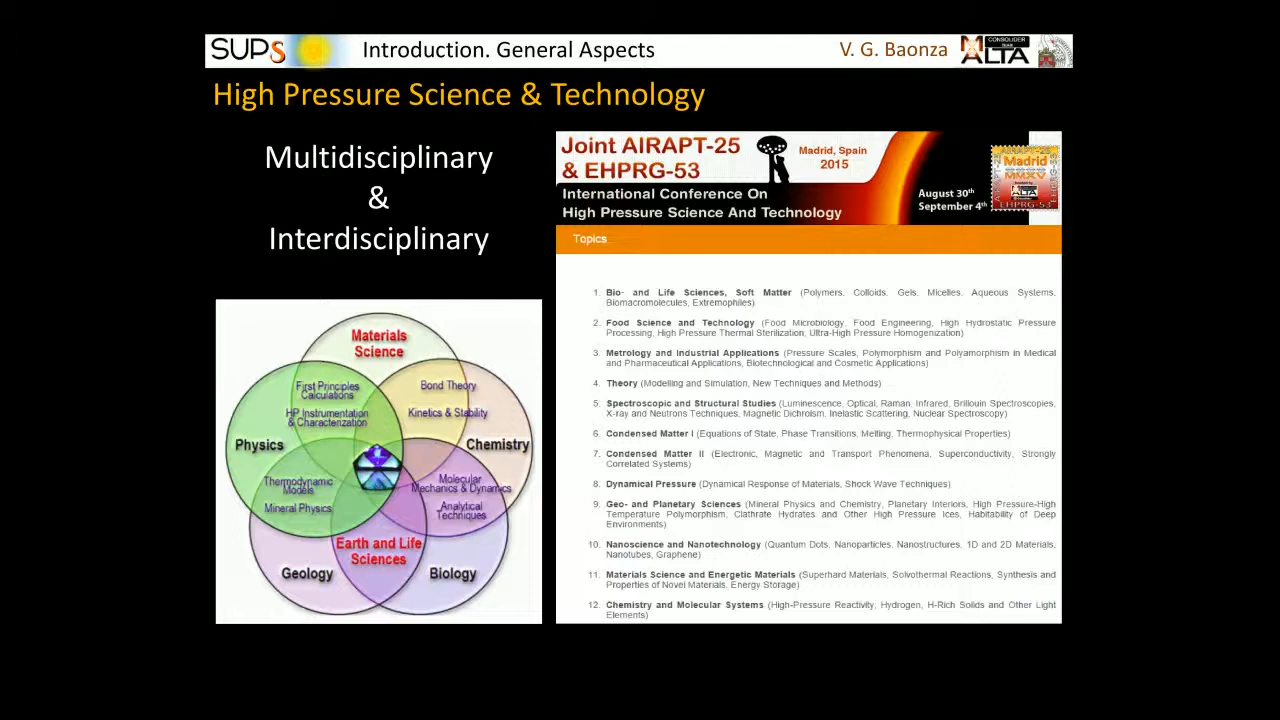 SUPS
Introduction. General Aspects
V. G. Baonza
CONSOLIDER
TEAM
MALTA
High Pressure Science & Technology
Multidisciplinary
&
Interdisciplinary
Materials
Science
First Principles
Calculations
HP Instrumentation
& Characterization
Bond Theory
Kinetics & Stability
Physics
Chemistry
Thermodynamic
Models
Mineral Physics
Molecular
Mechanics & Dynamics
Analytical
Techniques
Earth and Life
Sciences
Geology
Biology
Joint AIRAPT-25
& EHPRG-53
Madrid, Spain
2015
International Conference On
High Pressure Science And Technology
August 30th
September 4th
AIRAPT-25
Madrid
MMXV
EHPRG-53
Topics
1. Bio- and Life Sciences, Soft Matter (Polymers, Colloids, Gels, Micelles, Aqueous Systems,
Biomacromolecules, Extremophiles)
2. Food Science and Technology (Food Microbiology, Food Engineering, High Hydrostatic Pressure
Processing, High Pressure Thermal Sterilization, Ultra-High Pressure Homogenization)
3. Metrology and Industrial Applications (Pressure Scales, Polymorphism and Polyamorphism in Medical
and Pharmaceutical Applications, Biotechnological and Cosmetic Applications)
4. Theory (Modelling and Simulation, New Techniques and Methods)
5. Spectroscopic and Structural Studies (Luminescence, Optical, Raman, Infrared, Brillouin Spectroscopies,
X-ray and Neutrons Techniques, Magnetic Dichroism, Inelastic Scattering, Nuclear Spectroscopy)
6. Condensed Matter I (Equations of State, Phase Transitions, Melting, Thermophysical Properties)
7. Condensed Matter II (Electronic, Magnetic and Transport Phenomena, Superconductivity, Strongly
Correlated Systems)
8. Dynamical Pressure (Dynamical Response of Materials, Shock Wave Techniques)
9. Geo- and Planetary Sciences (Mineral Physics and Chemistry, Planetary Interiors, High Pressure-High
Temperature Polymorphism, Clathrate Hydrates and Other High Pressure Ices, Habitability of Deep
Environments)
10. Nanoscience and Nanotechnology (Quantum Dots, Nanoparticles, Nanostructures, 1D and 2D Materials,
Nanotubes, Graphene)
11. Materials Science and Energetic Materials (Superhard Materials, Solvothermal Reactions, Synthesis and
Properties of Novel Materials, Energy Storage)
12. Chemistry and Molecular Systems (High-Pressure Reactivity, Hydrogen, H-Rich Solids and Other Light
Elements)